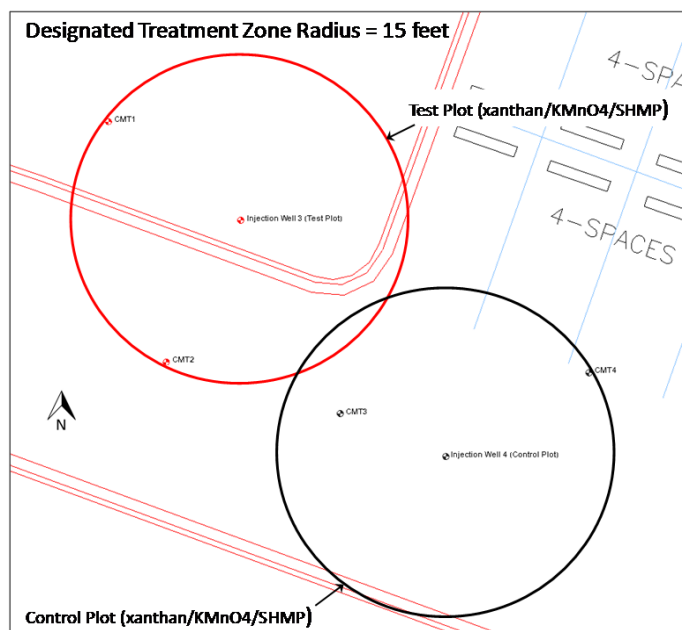 Designated Treatment Zone Radius = 15 feet
4-SPA
Test Plot (xanthan/KMnO4/SHMP)
CMT1
Injection Well 3 (Test Plot)
4-SPACES
CMT2
CMT4
CMT3
N
Injection Well 4 (Control Plot)
Control Plot (xanthan/KMnO4/SHMP)